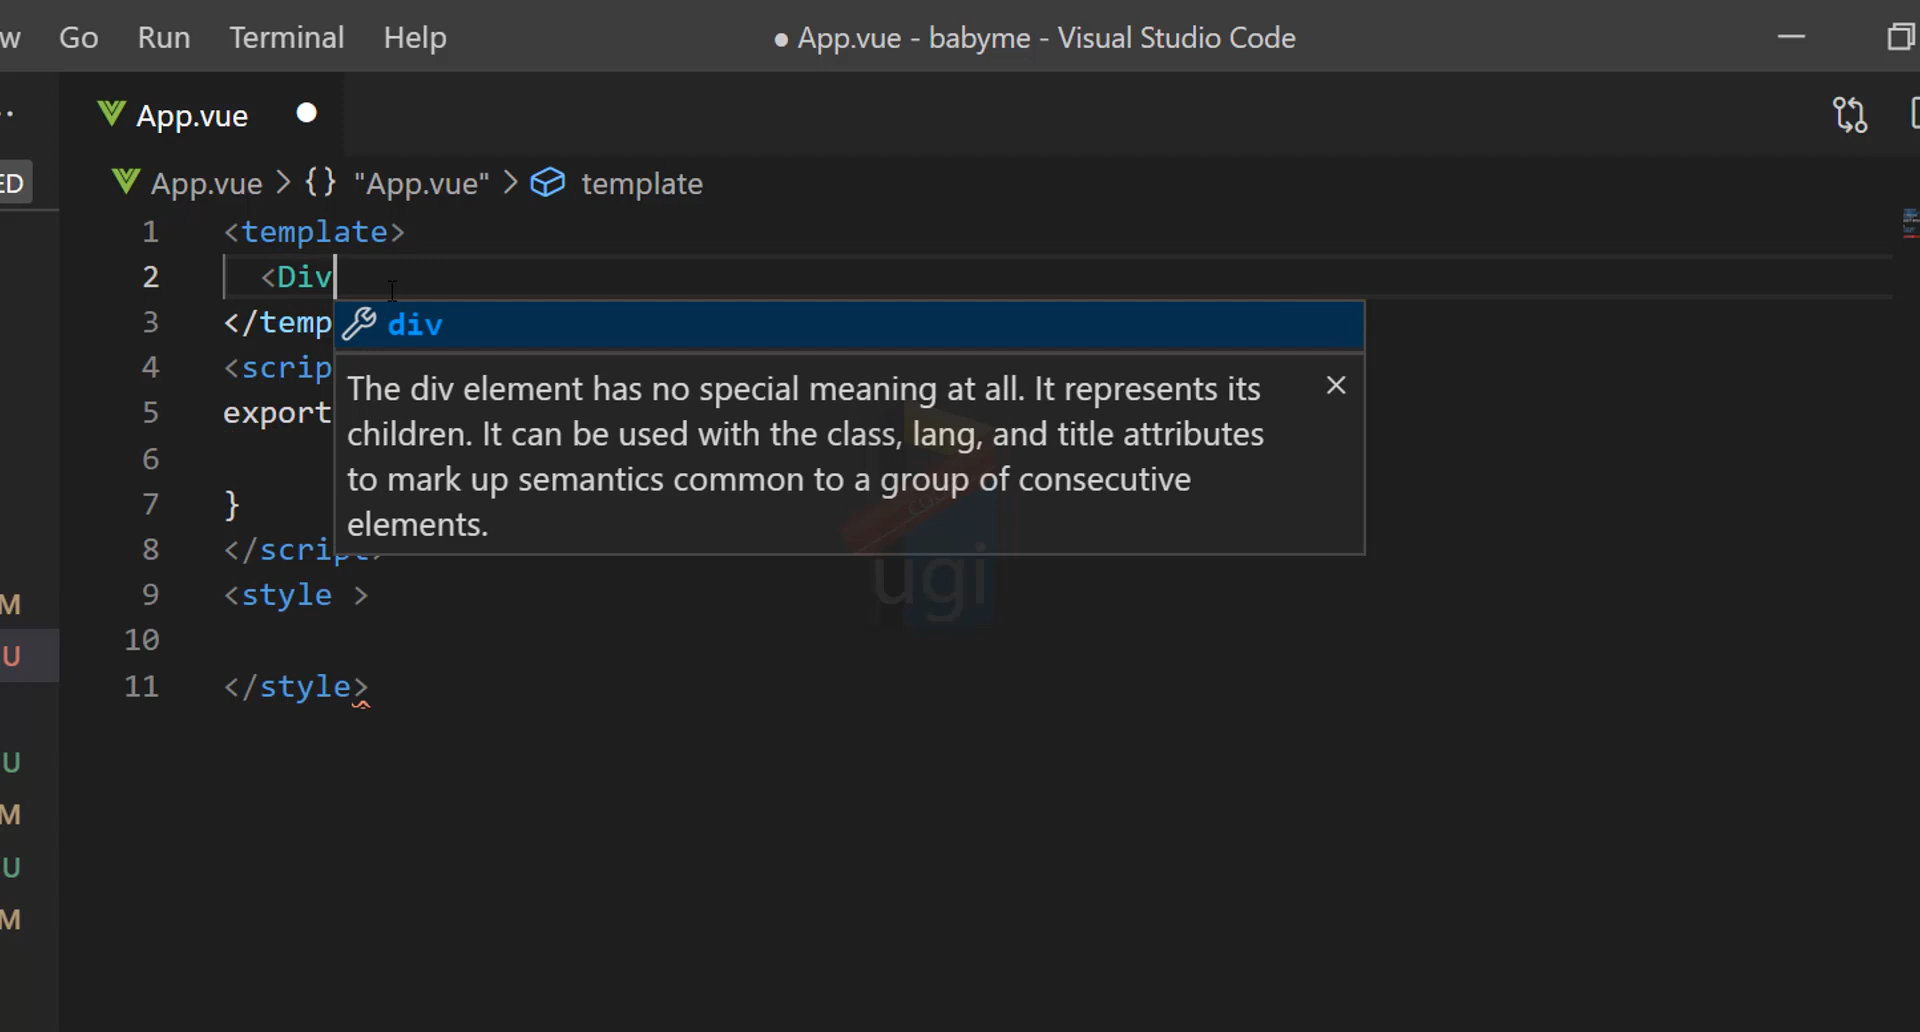 Go Run Terminal Help ● App.vue - babyme - Visual Studio Code
App.vue
ED
App.vue > {} "App.vue" > template
1 <template>
2 <Div
3 </temp
div
4 <scrip
The div element has no special meaning at all. It represents its
5 export
children. It can be used with the class, lang, and title attributes
6
to mark up semantics common to a group of consecutive
7 }
elements.
8 </script>
9 <style >
10
11 </style>
ugi
M
U
U
M
U
M